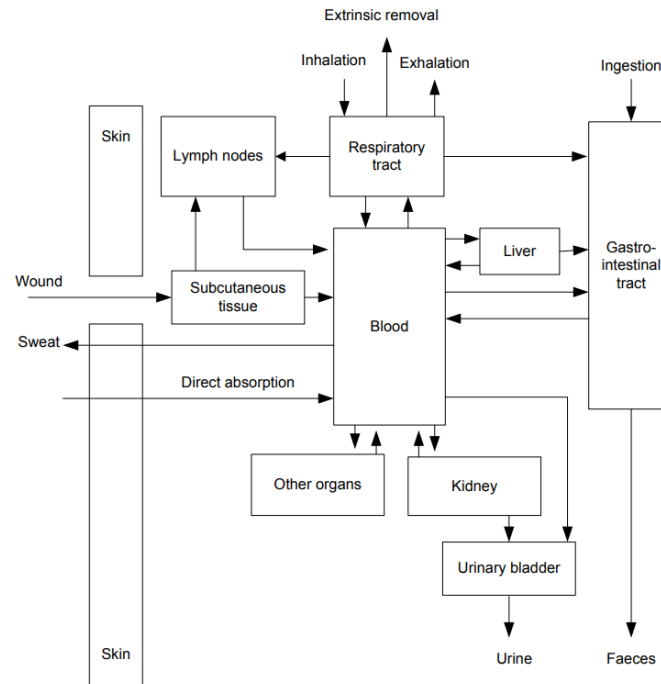 Extrinsic removal
Inhalation
Exhalation
Ingestion
Skin
Lymph nodes
Respiratory
tract
Liver
Gastro-
intestinal
tract
Wound
Subcutaneous
tissue
Blood
Sweat
Direct absorption
Other organs
Kidney
Urinary bladder
Skin
Urine
Faeces